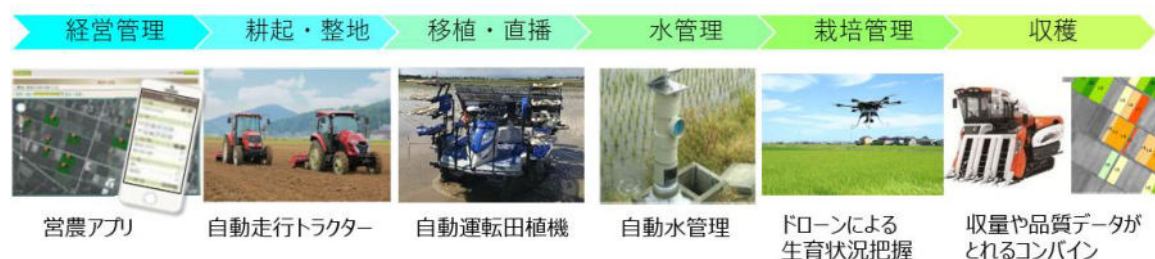 経営管理
耕起・整地
移植・直播
水管理
栽培管理
収穫
営農アプリ
自動走行トラクター
自動運転田植機
自動水管理
ドローンによる
生育状況把握
収量や品質データが
とれるコンバイン